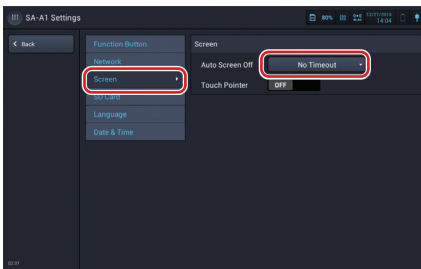 SA-A1 Settings
80%
14:04
Back
Function Button
Screen
Network
Auto Screen Off
No Timeout
Screen
Touch Pointer
OFF
SD Card
Language
Date & Time